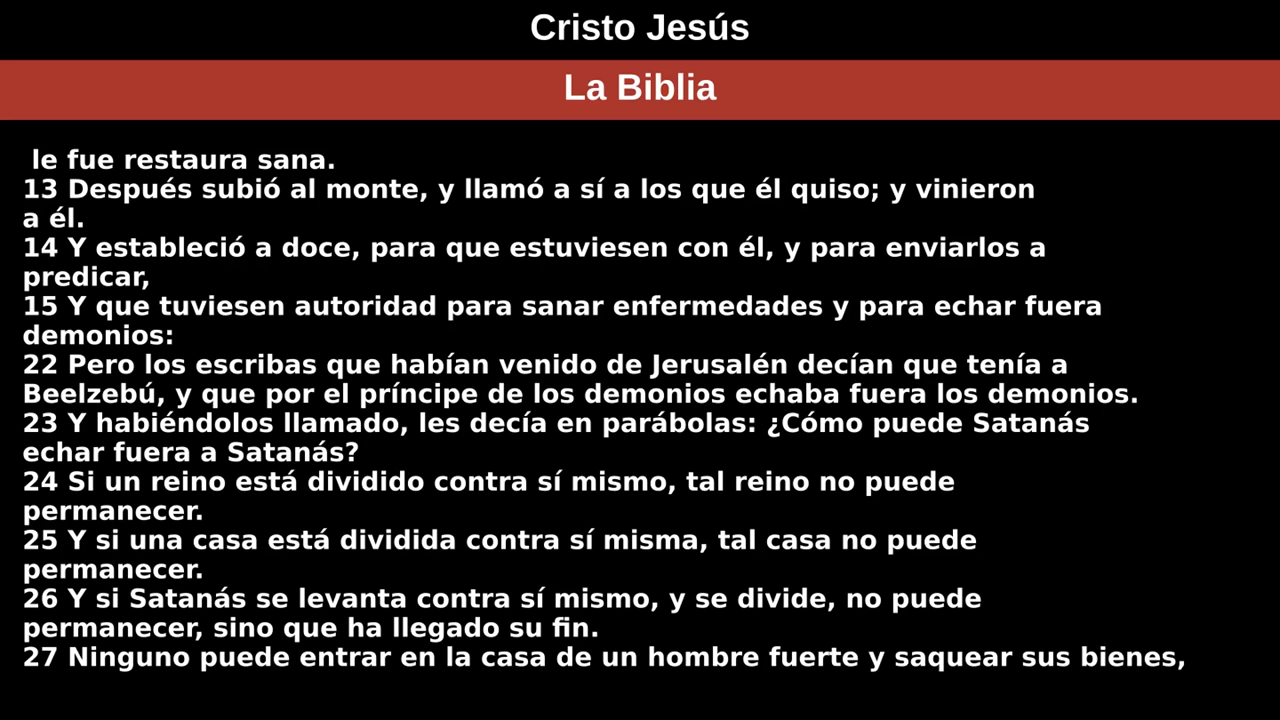 Cristo Jesús
La Biblia
le fue restaura sana.
13 Después subió al monte, y llamó a sí a los que él quiso; y vinieron
a él.
14 Y estableció a doce, para que estuviesen con él, y para enviarlos a
predicar,
15 Y que tuviesen autoridad para sanar enfermedades y para echar fuera
demonios:
22 Pero los escribas que habían venido de Jerusalén decían que tenía a
Beelzebú, y que por el príncipe de los demonios echaba fuera los demonios.
23 Y habiéndolos llamado, les decía en parábolas: ¿Cómo puede Satanás
echar fuera a Satanás?
24 Si un reino está dividido contra sí mismo, tal reino no puede
permanecer.
25 Y si una casa está dividida contra sí misma, tal casa no puede
permanecer.
26 Y si Satanás se levanta contra sí mismo, y se divide, no puede
permanecer, sino que ha llegado su fin.
27 Ninguno puede entrar en la casa de un hombre fuerte y saquear sus bienes,